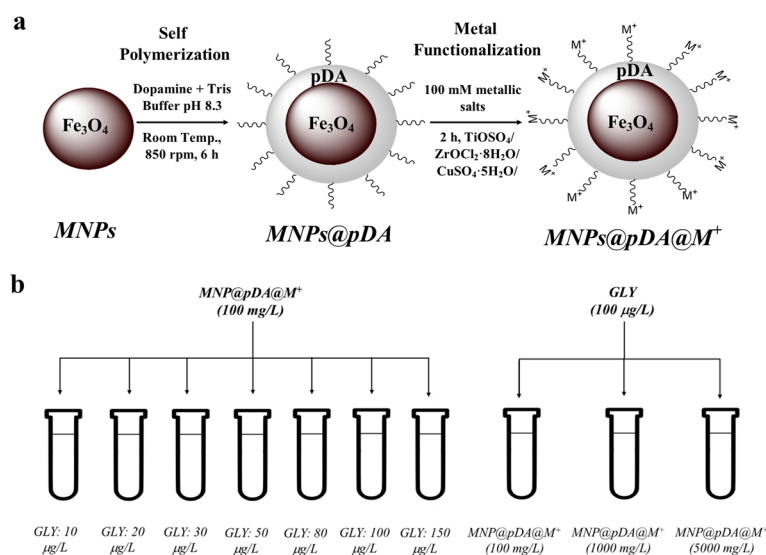 a
Self
Polymerization
Dopamine + Tris
Buffer pH 8.3
Room Temp.,
850 rpm, 6 h
Metal
Functionalization
100 mM metallic
salts
2 h, TiOSO₄/
ZrOCl₂·8H₂O/
CuSO₄·5H₂O/
Fe₃O₄
pDA
Fe₃O₄
pDA
Fe₃O₄
M⁺
M⁺
M⁺
M⁺
M⁺
M⁺
M⁺
M⁺
M⁺
M⁺
M⁺
M⁺
MNPs
MNPs@pDA
MNPs@pDA@M⁺
b
MNP@pDA@M⁺
(100 mg/L)
GLY
(100 µg/L)
GLY: 10
µg/L
GLY: 20
µg/L
GLY: 30
µg/L
GLY: 50
µg/L
GLY: 80
µg/L
GLY: 100
µg/L
GLY: 150
µg/L
MNP@pDA@M⁺
(100 mg/L)
MNP@pDA@M⁺
(1000 mg/L)
MNP@pDA@M⁺
(5000 mg/L)